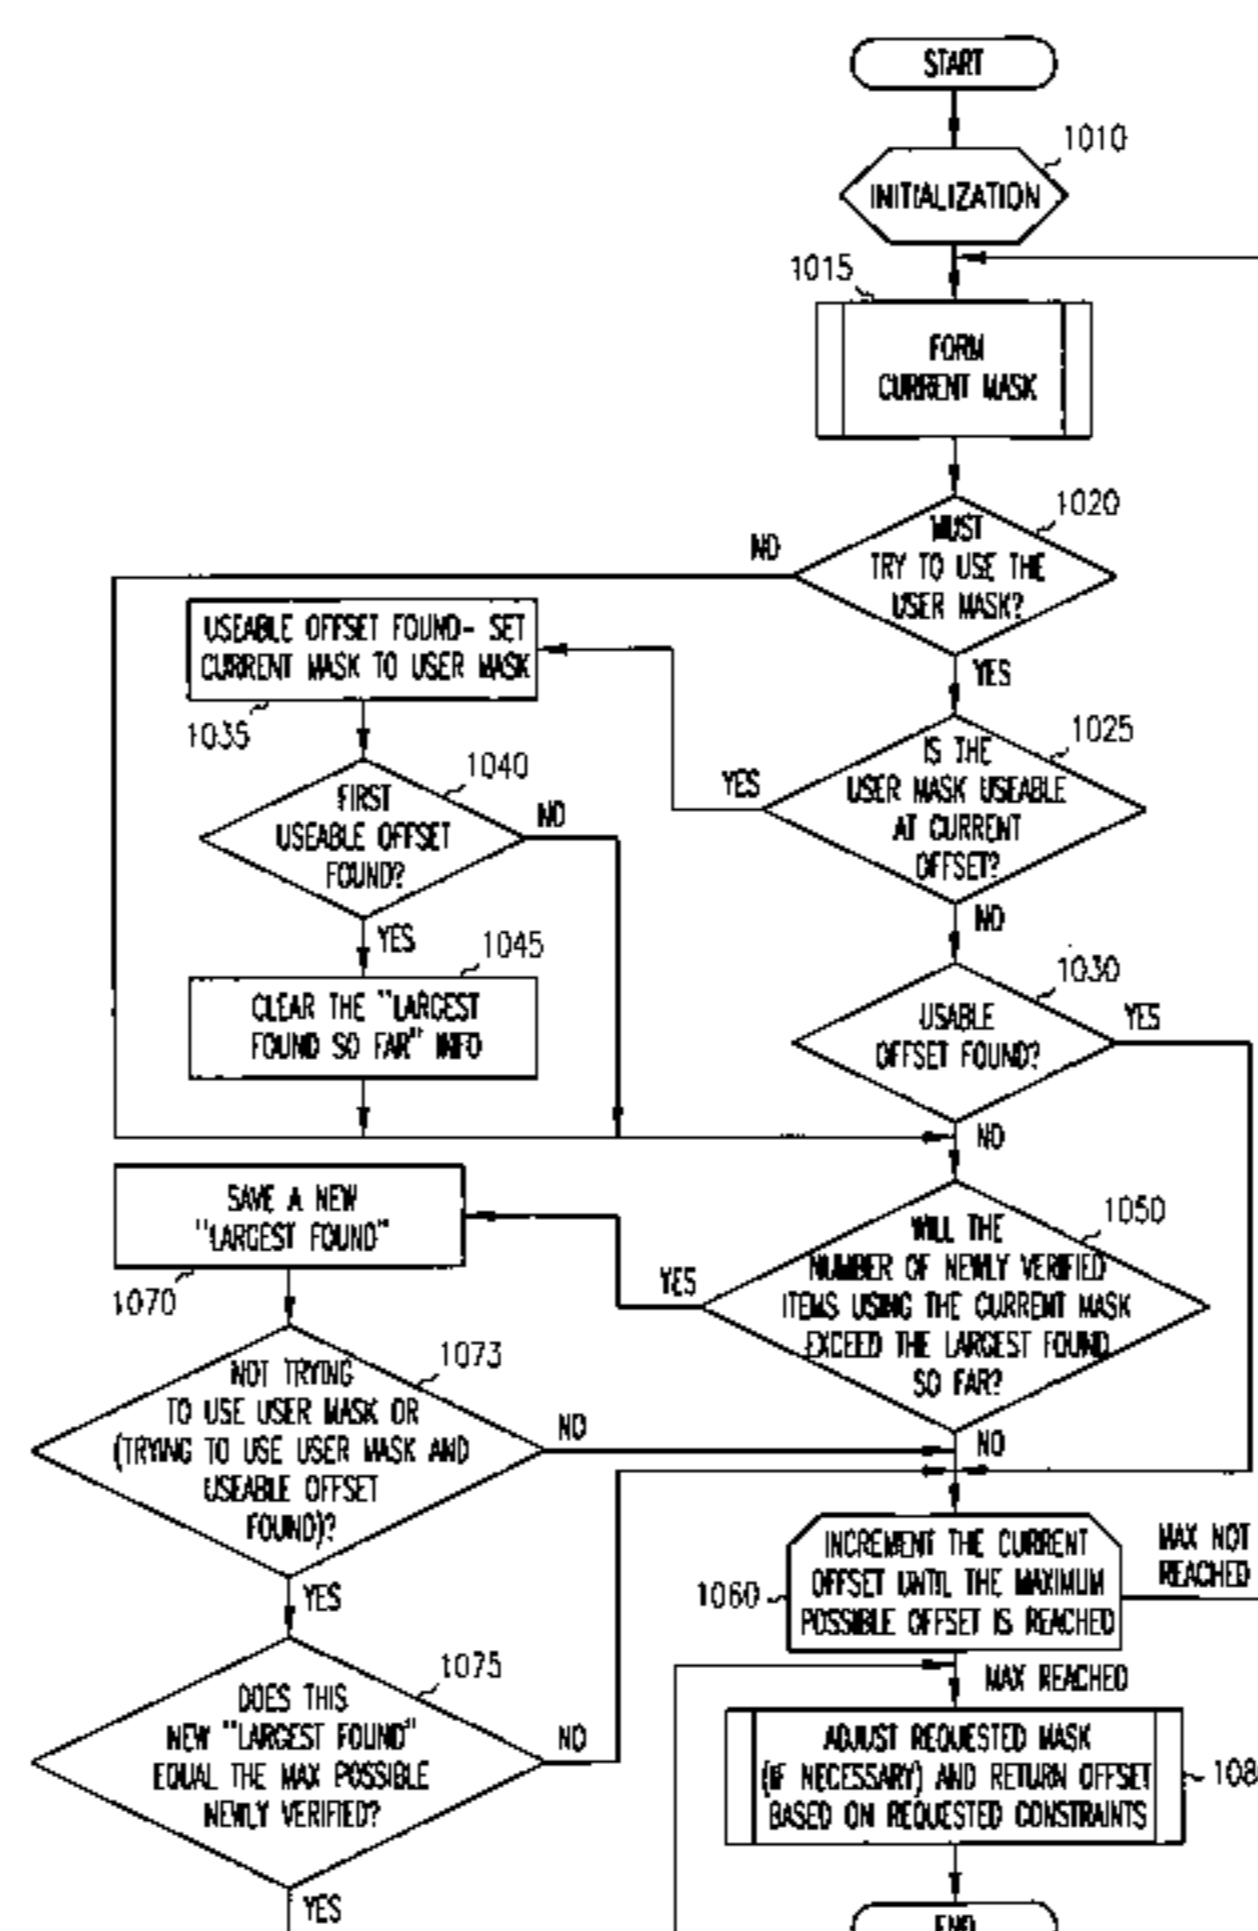 START
1010
INITIALIZATION
1015
FORM
CURRENT MASK
1020
MUST
TRY TO USE THE
USER MASK?
NO
YES
USEABLE OFFSET FOUND- SET
CURRENT MASK TO USER MASK
1035
1025
IS THE
USER MASK USEABLE
AT CURRENT
OFFSET?
YES
NO
1040
FIRST
USEABLE OFFSET
FOUND?
NO
YES
1045
CLEAR THE "LARGEST
FOUND SO FAR" INFO
1030
USABLE
OFFSET FOUND?
YES
NO
SAVE A NEW
"LARGEST FOUND"
1070
1050
WILL THE
NUMBER OF NEWLY VERIFIED
ITEMS USING THE CURRENT MASK
EXCEED THE LARGEST FOUND
SO FAR?
YES
NO
1073
NOT TRYING
TO USE USER MASK OR
(TRYING TO USE USER MASK AND
USEABLE OFFSET
FOUND)?
NO
YES
INCREMENT THE CURRENT
OFFSET UNTIL THE MAXIMUM
POSSIBLE OFFSET IS REACHED
1060
MAX NOT
REACHED
MAX REACHED
1075
DOES THIS
NEW "LARGEST FOUND"
EQUAL THE MAX POSSIBLE
NEWLY VERIFIED?
NO
YES
ADJUST REQUESTED MASK
(IF NECESSARY) AND RETURN OFFSET
BASED ON REQUESTED CONSTRAINTS
END